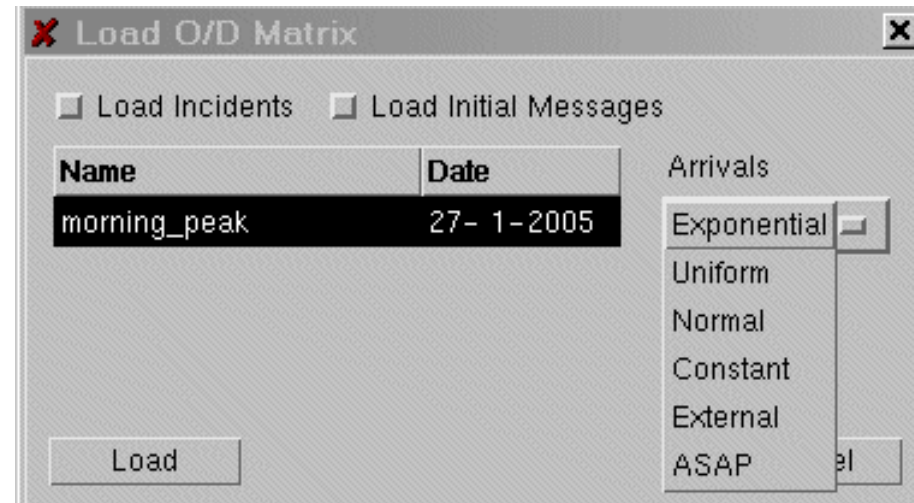 Load O/D Matrix
Load Incidents Load Initial Messages
Name Date Arrivals
morning_peak 27- 1-2005 Exponential
Uniform
Normal
Constant
External
Load ASAP el